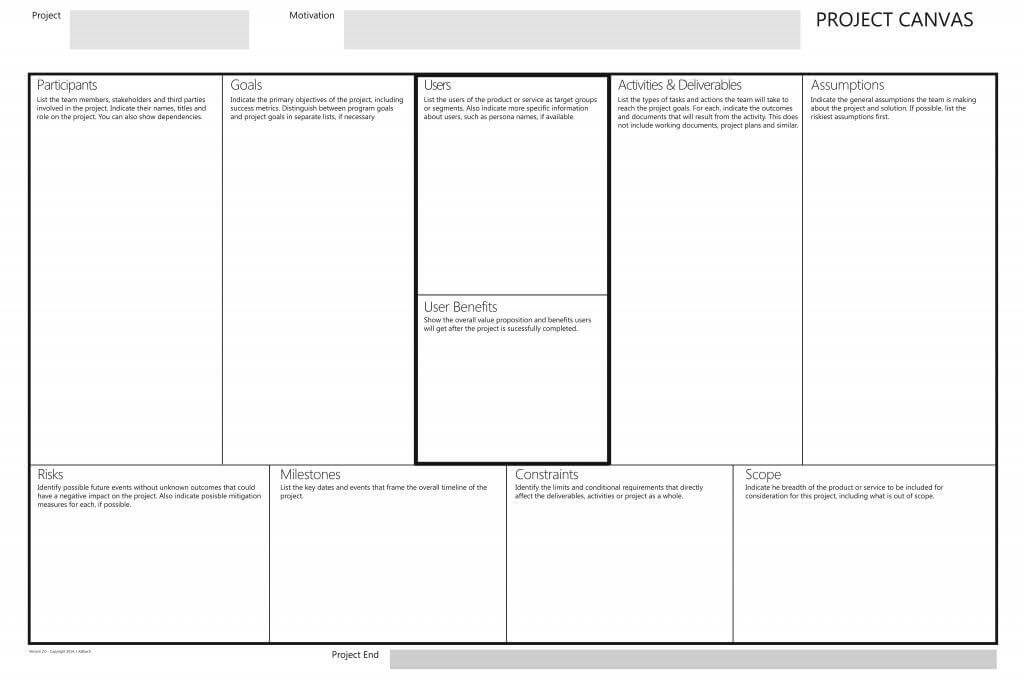 Project
Motivation
PROJECT CANVAS
Participants
List the team members, stakeholders and third parties
involved in the project. Indicate their names, titles and
role on the project. You can also show dependencies.
Goals
Indicate the primary objectives of the project, including
success metrics. Distinguish between program goals
and project goals in separate lists, if necessary
Users
List the users of the product or service as target groups
or segments. Also indicate more specific information
about users, such as persona names, if available.
User Benefits
Show the overall value proposition and benefits users
will get after the project is sucessfully completed.
Activities & Deliverables
List the types of tasks and actions the team will take to
reach the project goals. For each, indicate the outcomes
and documents that will result from the activity. This does
not include working documents, project plans and similar.
Assumptions
Indicate the general assumptions the team is making
about the project and solution. If possible, list the
riskiest assumptions first.
Risks
Identify possible future events without unknown outcomes that could
have a negative impact on the project. Also indicate posisble mitigation
measures for each, if possible.
Milestones
List the key dates and events that frame the overall timeline of the
project.
Constraints
Identify the limits and conditional requirements that directly
affect the deliverables, activities or project as a whole.
Scope
Indicate he breadth of the product or service to be included for
consideration for this project, including what is out of scope.
Project End